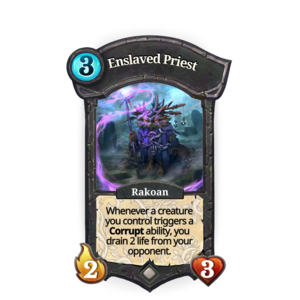 3
Enslaved Priest
Rakoan
Whenever a creature
you control triggers a
Corrupt ability, you
drain 2 life from your
opponent.
2
3